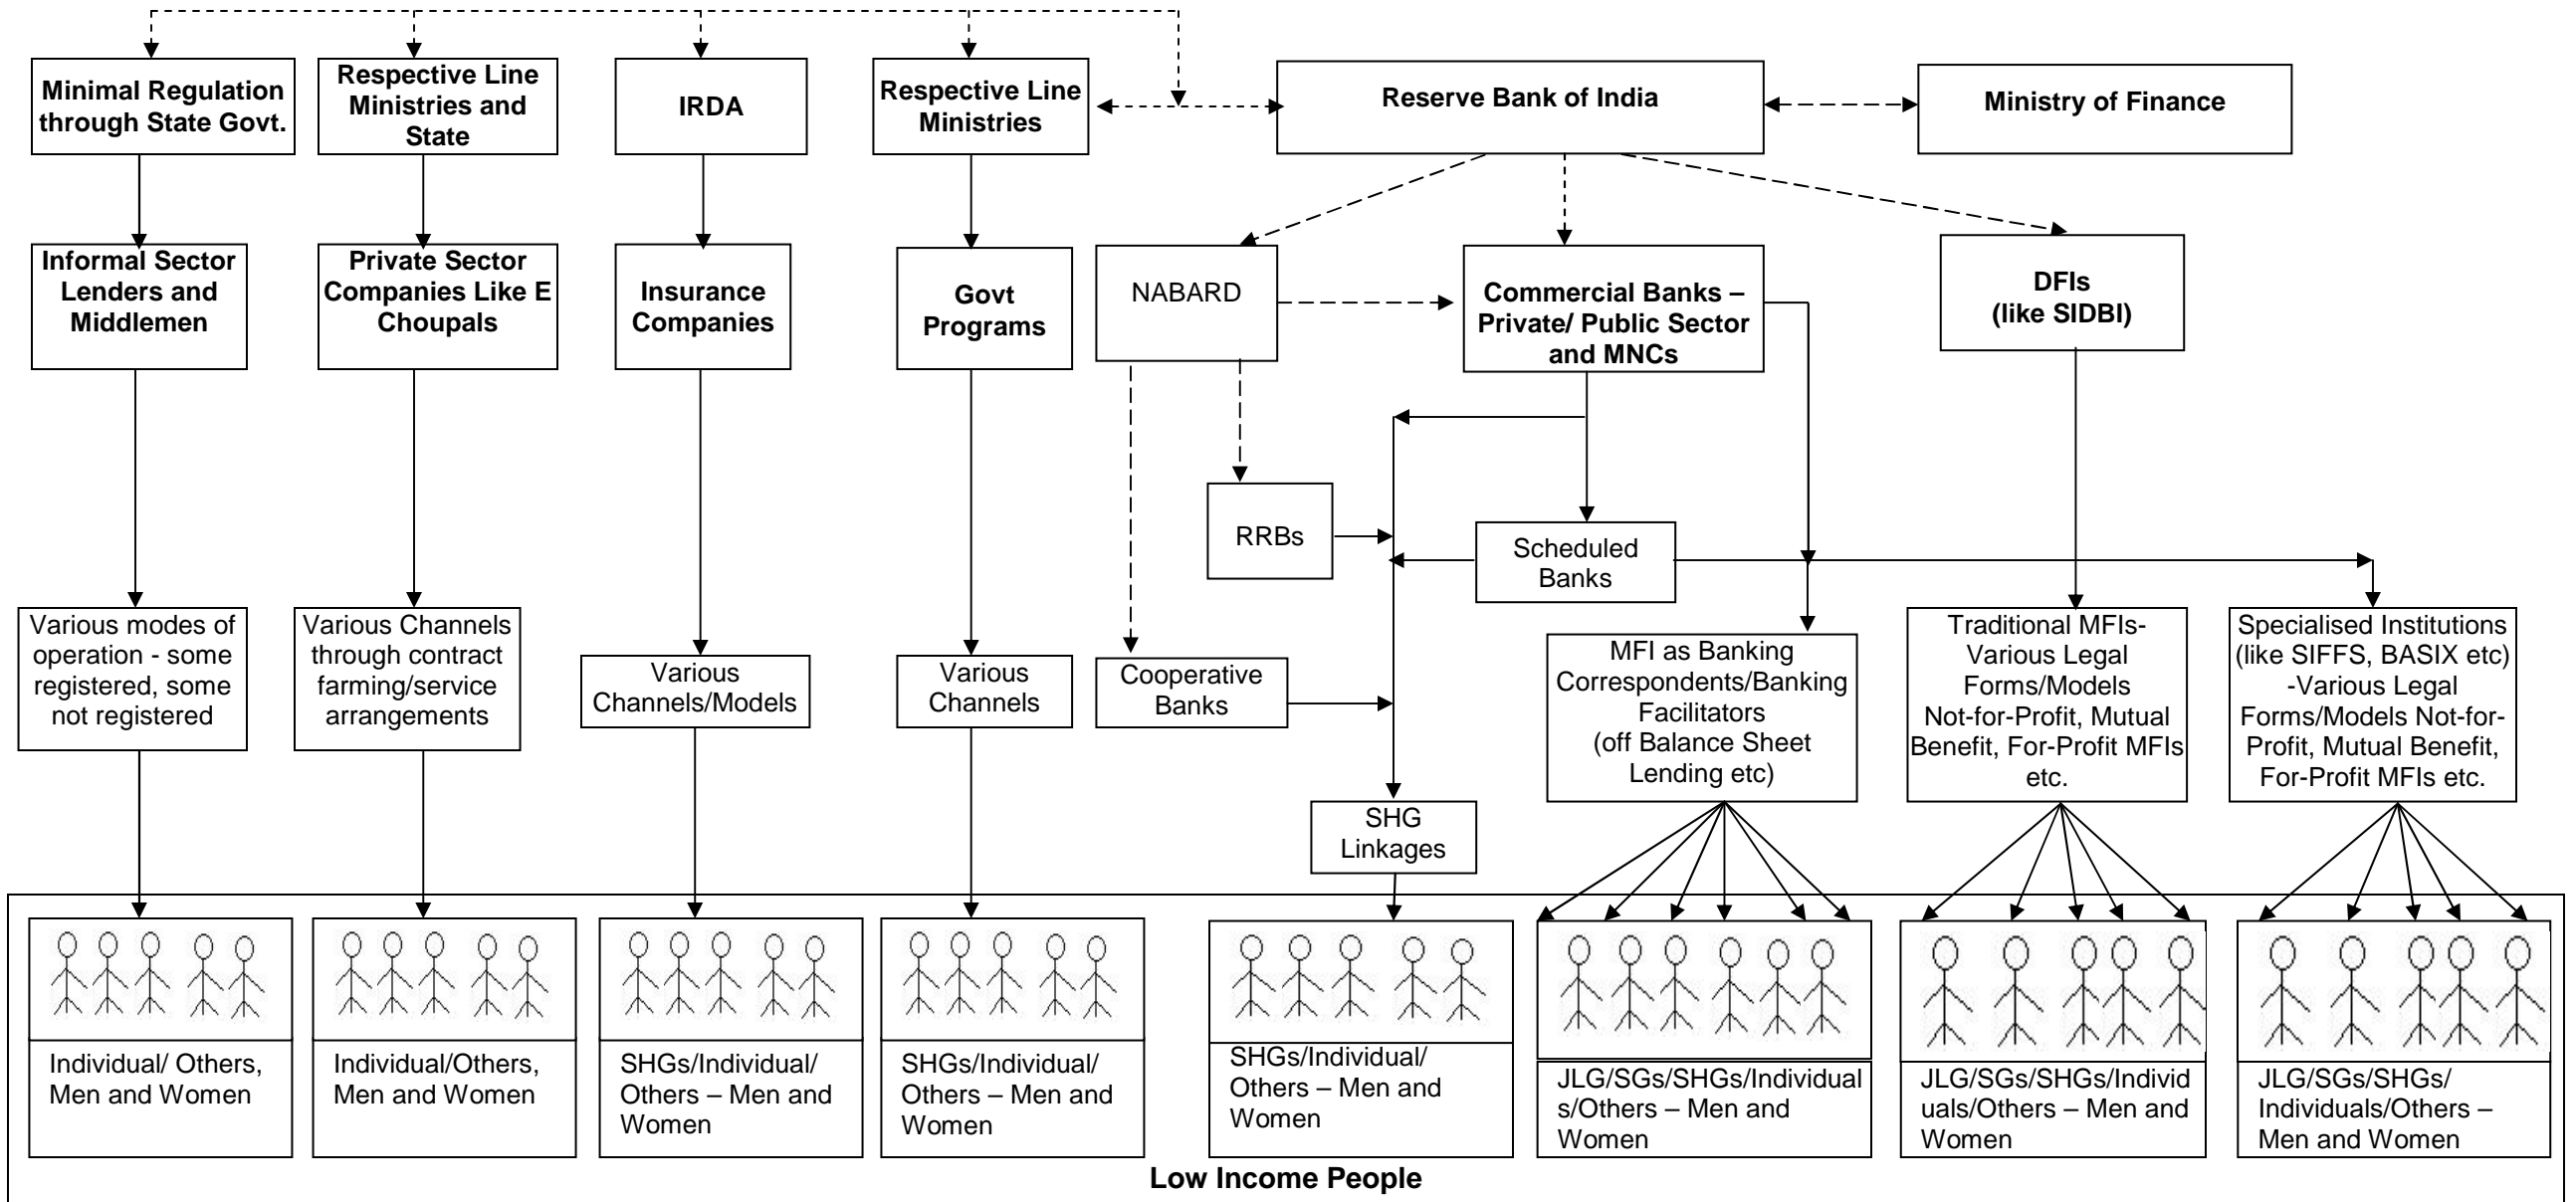 Minimal Regulation
through State Govt.
Respective Line
Ministries and
State
IRDA
Respective Line
Ministries
Reserve Bank of India
Ministry of Finance
Informal Sector
Lenders and
Middlemen
Private Sector
Companies Like E
Choupals
Insurance
Companies
Govt
Programs
NABARD
Commercial Banks –
Private/ Public Sector
and MNCs
DFIs
(like SIDBI)
RRBs
Scheduled
Banks
Various modes of
operation - some
registered, some
not registered
Various Channels
through contract
farming/service
arrangements
Various
Channels/Models
Various
Channels
Cooperative
Banks
MFI as Banking
Correspondents/Banking
Facilitators
(off Balance Sheet
Lending etc)
Traditional MFIs-
Various Legal
Forms/Models
Not-for-Profit, Mutual
Benefit, For-Profit MFIs
etc.
Specialised Institutions
(like SIFFS, BASIX etc)
-Various Legal
Forms/Models Not-for-
Profit, Mutual Benefit,
For-Profit MFIs etc.
SHG
Linkages
Individual/ Others,
Men and Women
Individual/Others,
Men and Women
SHGs/Individual/
Others – Men and
Women
SHGs/Individual/
Others – Men and
Women
SHGs/Individual/
Others – Men and
Women
JLG/SGs/SHGs/Individual
s/Others – Men and
Women
JLG/SGs/SHGs/Individ
uals/Others – Men and
Women
JLG/SGs/SHGs/
Individuals/Others –
Men and Women
Low Income People